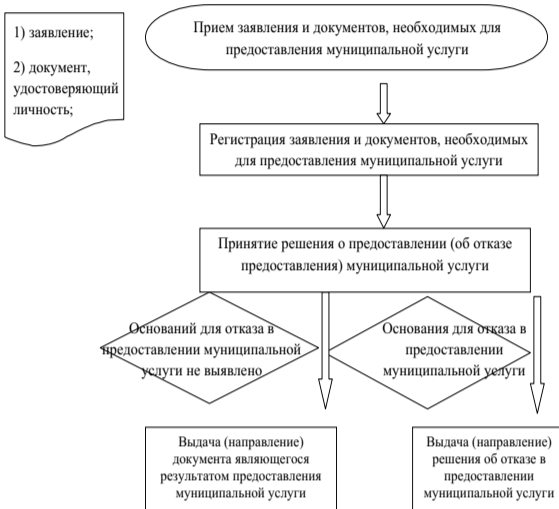 1) заявление;
2) документ,
удостоверяющий
личность;
Прием заявления и документов, необходимых для
предоставления муниципальной услуги
Регистрация заявления и документов, необходимых
для предоставления муниципальной услуги
Принятие решения о предоставлении (об отказе
предоставления) муниципальной услуги
Оснований для отказа в
предоставлении муниципальной
услуги не выявлено
Основания для отказа в
предоставлении
муниципальной услуги
Выдача (направление)
документа являющегося
результатом предоставления
муниципальной услуги
Выдача (направление)
решения об отказе в
предоставлении
муниципальной услуги